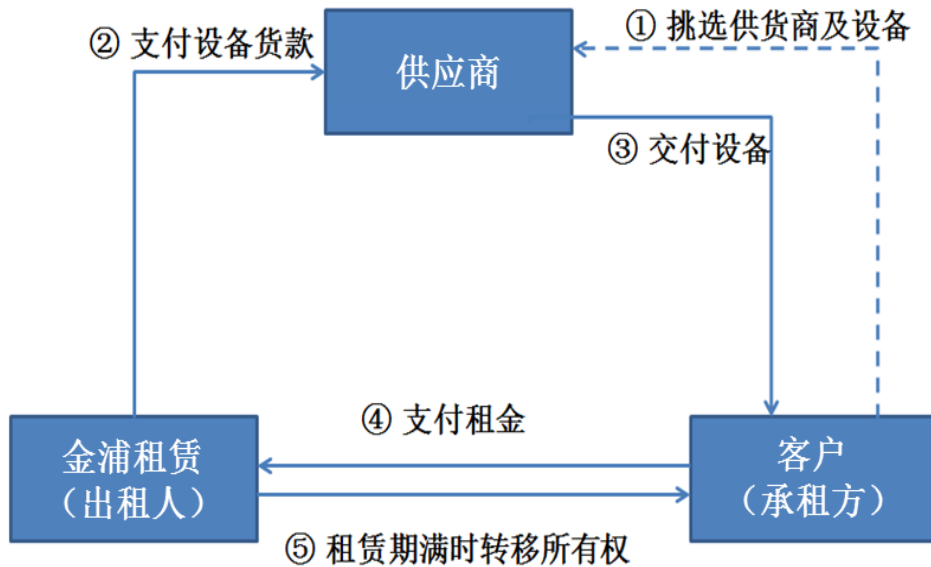 ① 挑选供货商及设备
② 支付设备货款
供应商
③ 交付设备
④ 支付租金
金浦租赁
（出租人）
客户
（承租方）
⑤ 租赁期满时转移所有权